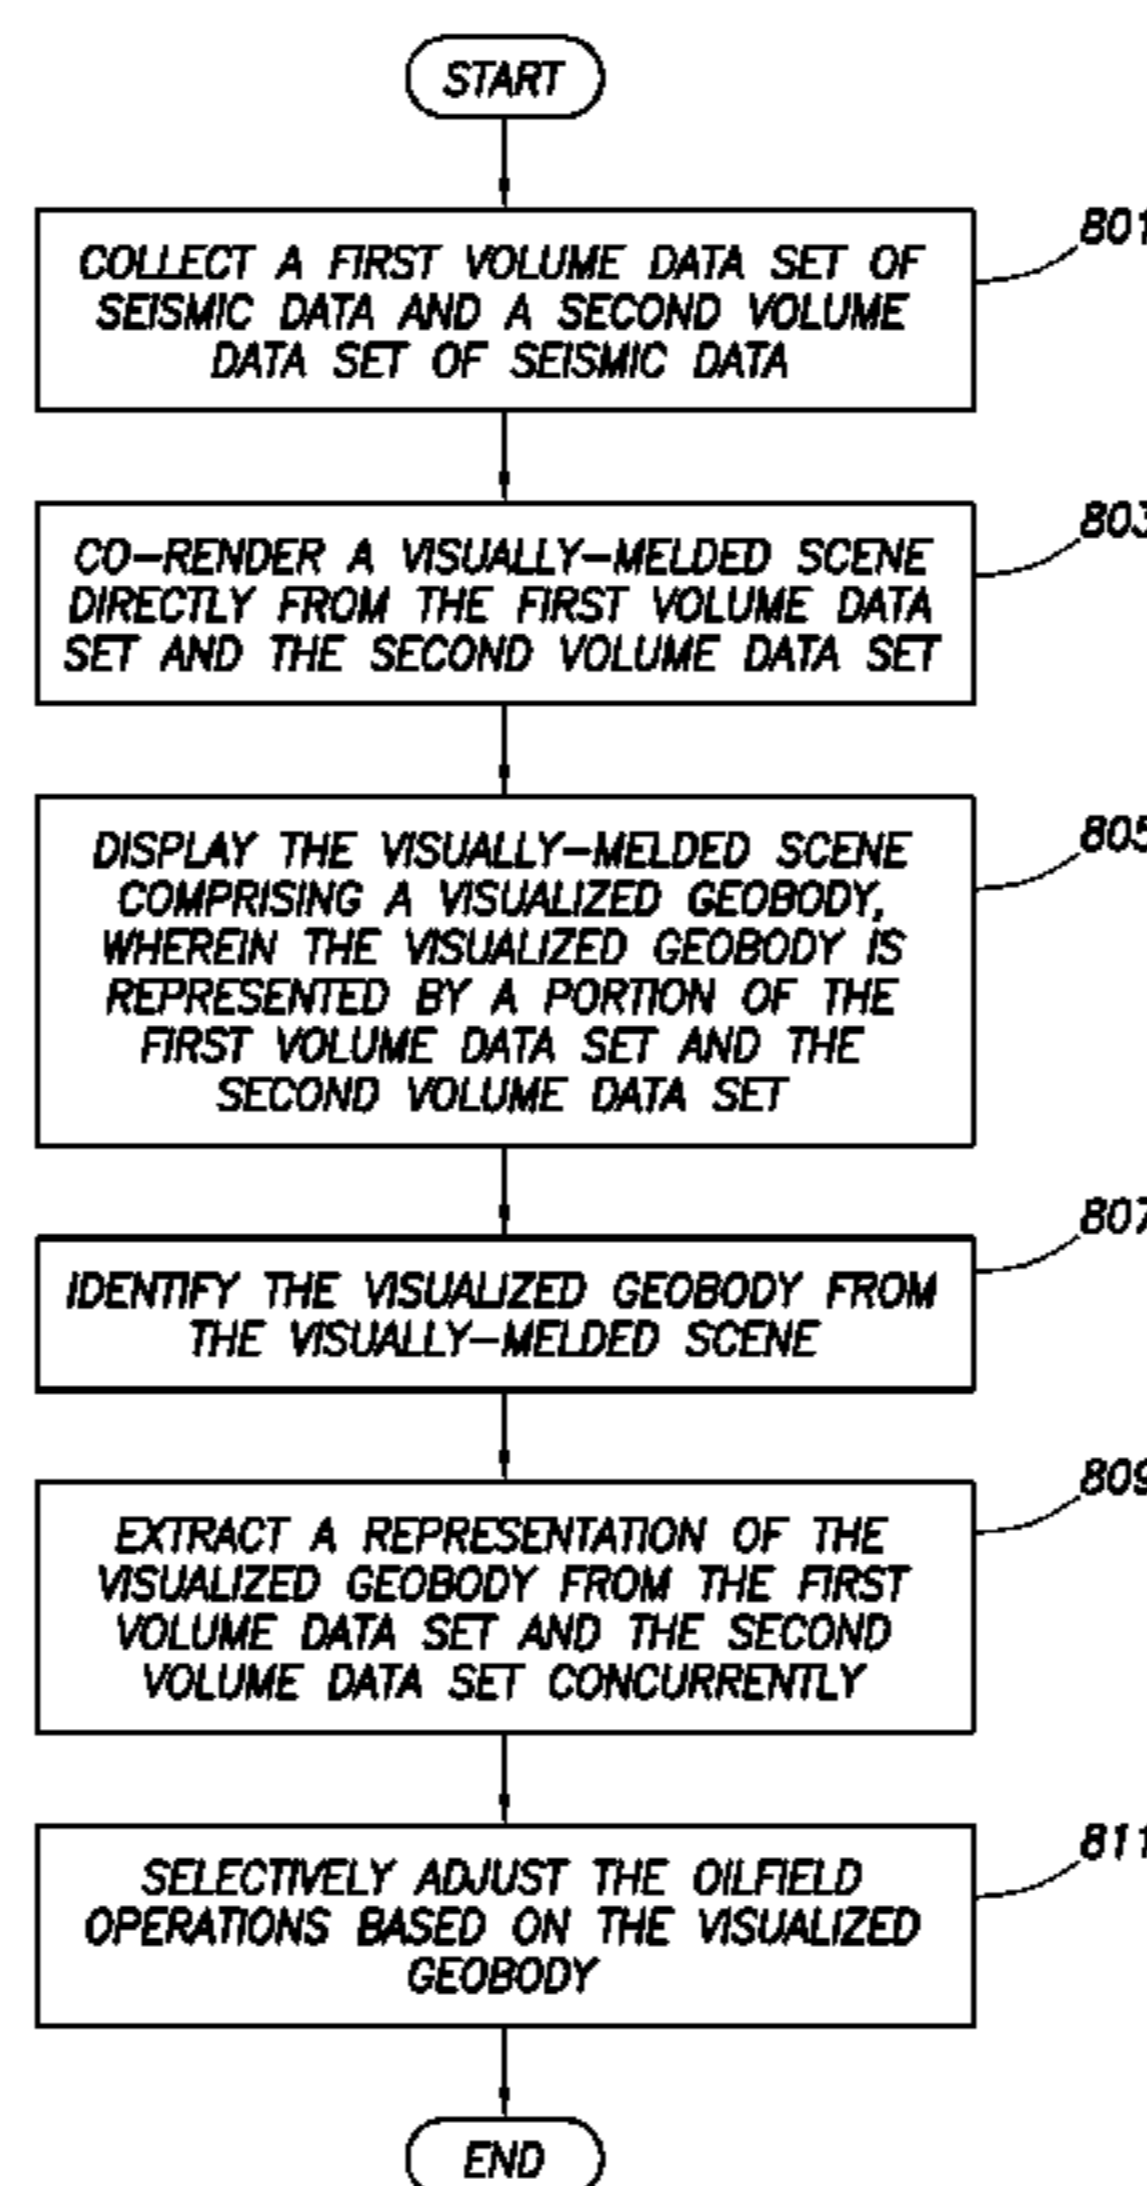 START
COLLECT A FIRST VOLUME DATA SET OF
SEISMIC DATA AND A SECOND VOLUME
DATA SET OF SEISMIC DATA
801
CO-RENDER A VISUALLY-MELDED SCENE
DIRECTLY FROM THE FIRST VOLUME DATA
SET AND THE SECOND VOLUME DATA SET
803
DISPLAY THE VISUALLY-MELDED SCENE
COMPRISING A VISUALIZED GEOBODY,
WHEREIN THE VISUALIZED GEOBODY IS
REPRESENTED BY A PORTION OF THE
FIRST VOLUME DATA SET AND THE
SECOND VOLUME DATA SET
805
IDENTIFY THE VISUALIZED GEOBODY FROM
THE VISUALLY-MELDED SCENE
807
EXTRACT A REPRESENTATION OF THE
VISUALIZED GEOBODY FROM THE FIRST
VOLUME DATA SET AND THE SECOND
VOLUME DATA SET CONCURRENTLY
809
SELECTIVELY ADJUST THE OILFIELD
OPERATIONS BASED ON THE VISUALIZED
GEOBODY
811
END